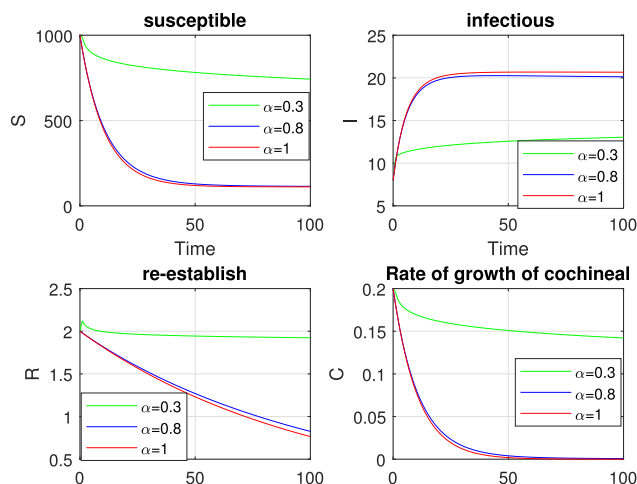 susceptible
1000
500
0
S
0
50
100
Time
α=0.3
α=0.8
α=1
infectious
25
20
15
10
5
I
0
50
100
Time
α=0.3
α=0.8
α=1
re-establish
2.5
2
1.5
1
0.5
R
0
50
100
α=0.3
α=0.8
α=1
Rate of growth of cochineal
0.2
0.15
0.1
0.05
0
C
0
50
100
α=0.3
α=0.8
α=1